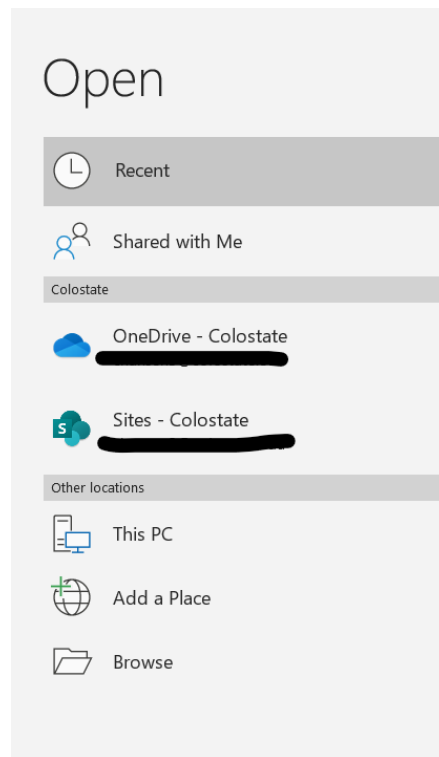 Open
Recent
Shared with Me
Colostate
OneDrive - Colostate
S
Sites - Colostate
Other locations
This PC
Add a Place
Browse